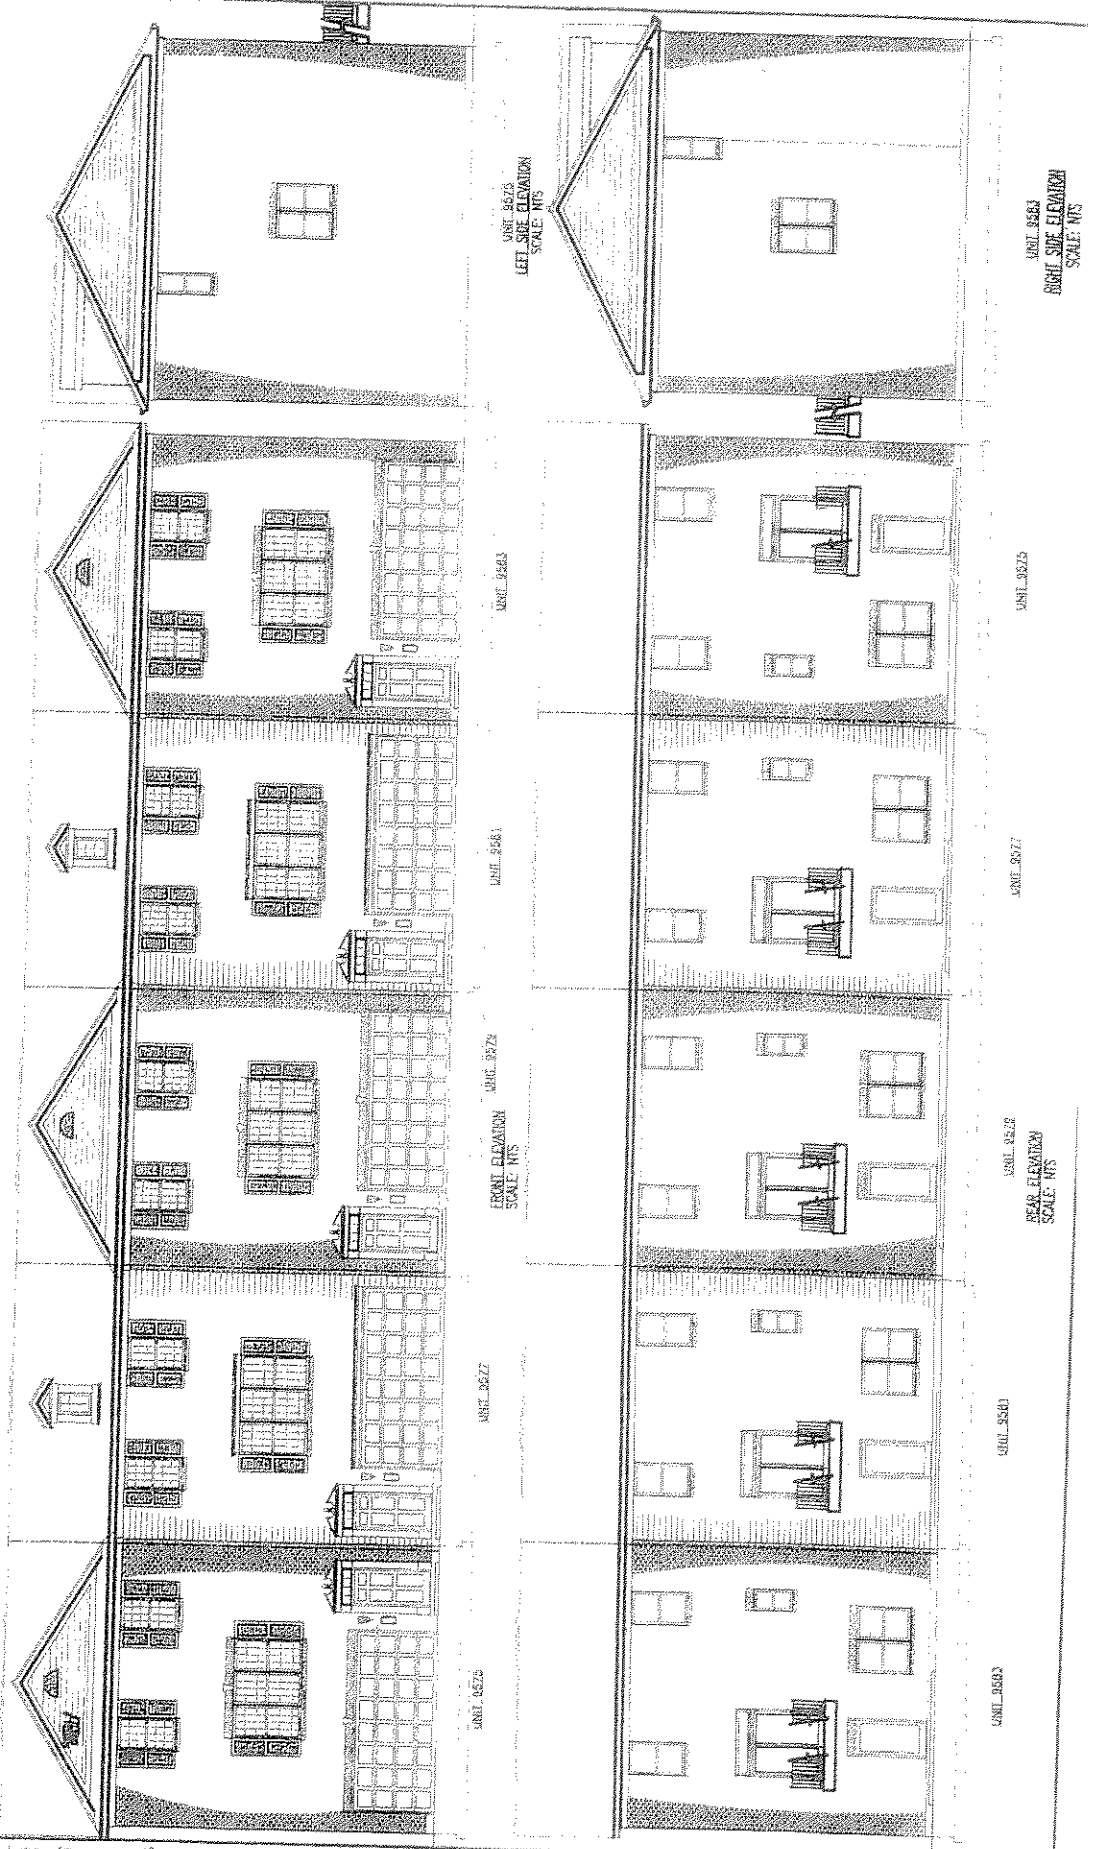 UNIT 9575
UNIT 9577
UNIT 9579
UNIT 9581
UNIT 9583
FRONT ELEVATION
SCALE: NTS
UNIT 9575
LEFT SIDE ELEVATION
SCALE: NTS
UNIT 9583
UNIT 9581
UNIT 9579
UNIT 9577
UNIT 9575
REAR ELEVATION
SCALE: NTS
UNIT 9583
RIGHT SIDE ELEVATION
SCALE: NTS